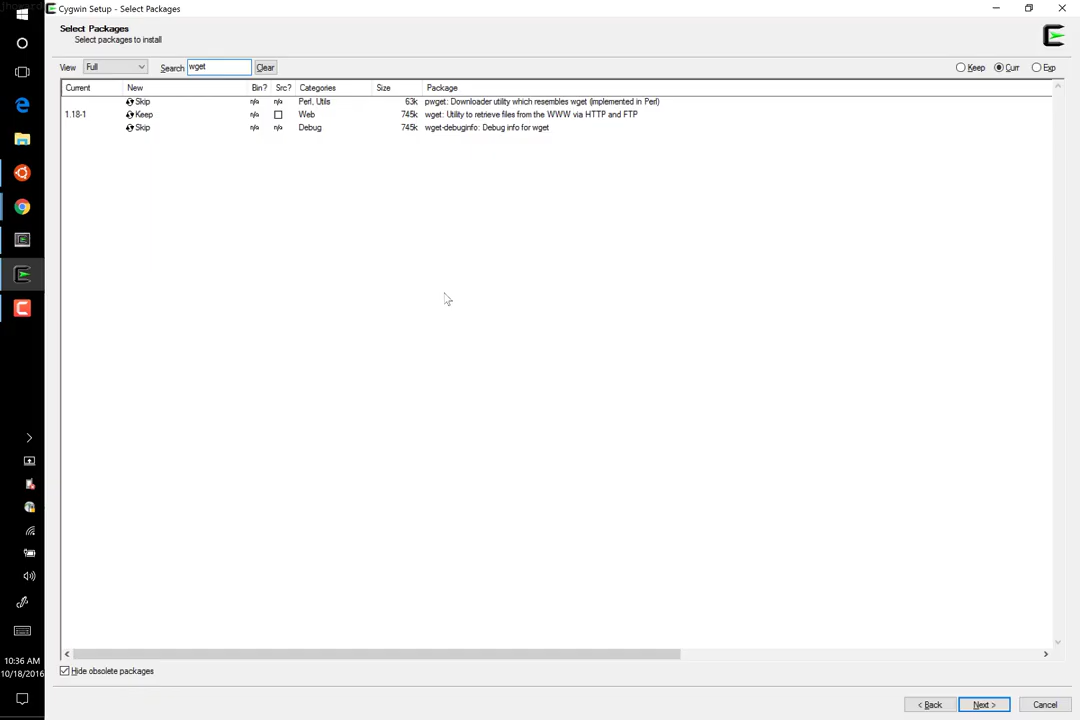 Cygwin Setup - Select Packages
Select Packages
Select packages to install
View Full Search wget Clear Keep Curr Exp
Current New Bin? Src? Categories Size Package
Skip n/a n/a Perl, Utils 63k pwget: Downloader utility which resembles wget (implemented in Perl)
1.18-1 Keep n/a Web 745k wget: Utility to retrieve files from the WWW via HTTP and FTP
Skip n/a n/a Debug 745k wget-debuginfo: Debug info for wget
Hide obsolete packages
< Back Next > Cancel
10:36 AM
10/18/2016